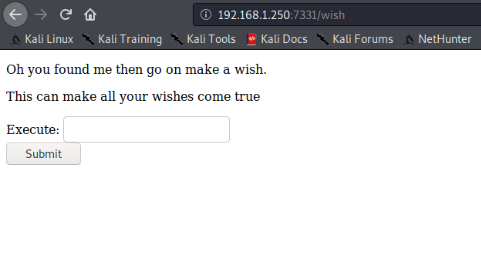 192.168.1.250:7331/wish
Kali Linux Kali Training Kali Tools Kali Docs Kali Forums NetHunter
Oh you found me then go on make a wish.
This can make all your wishes come true
Execute:
Submit